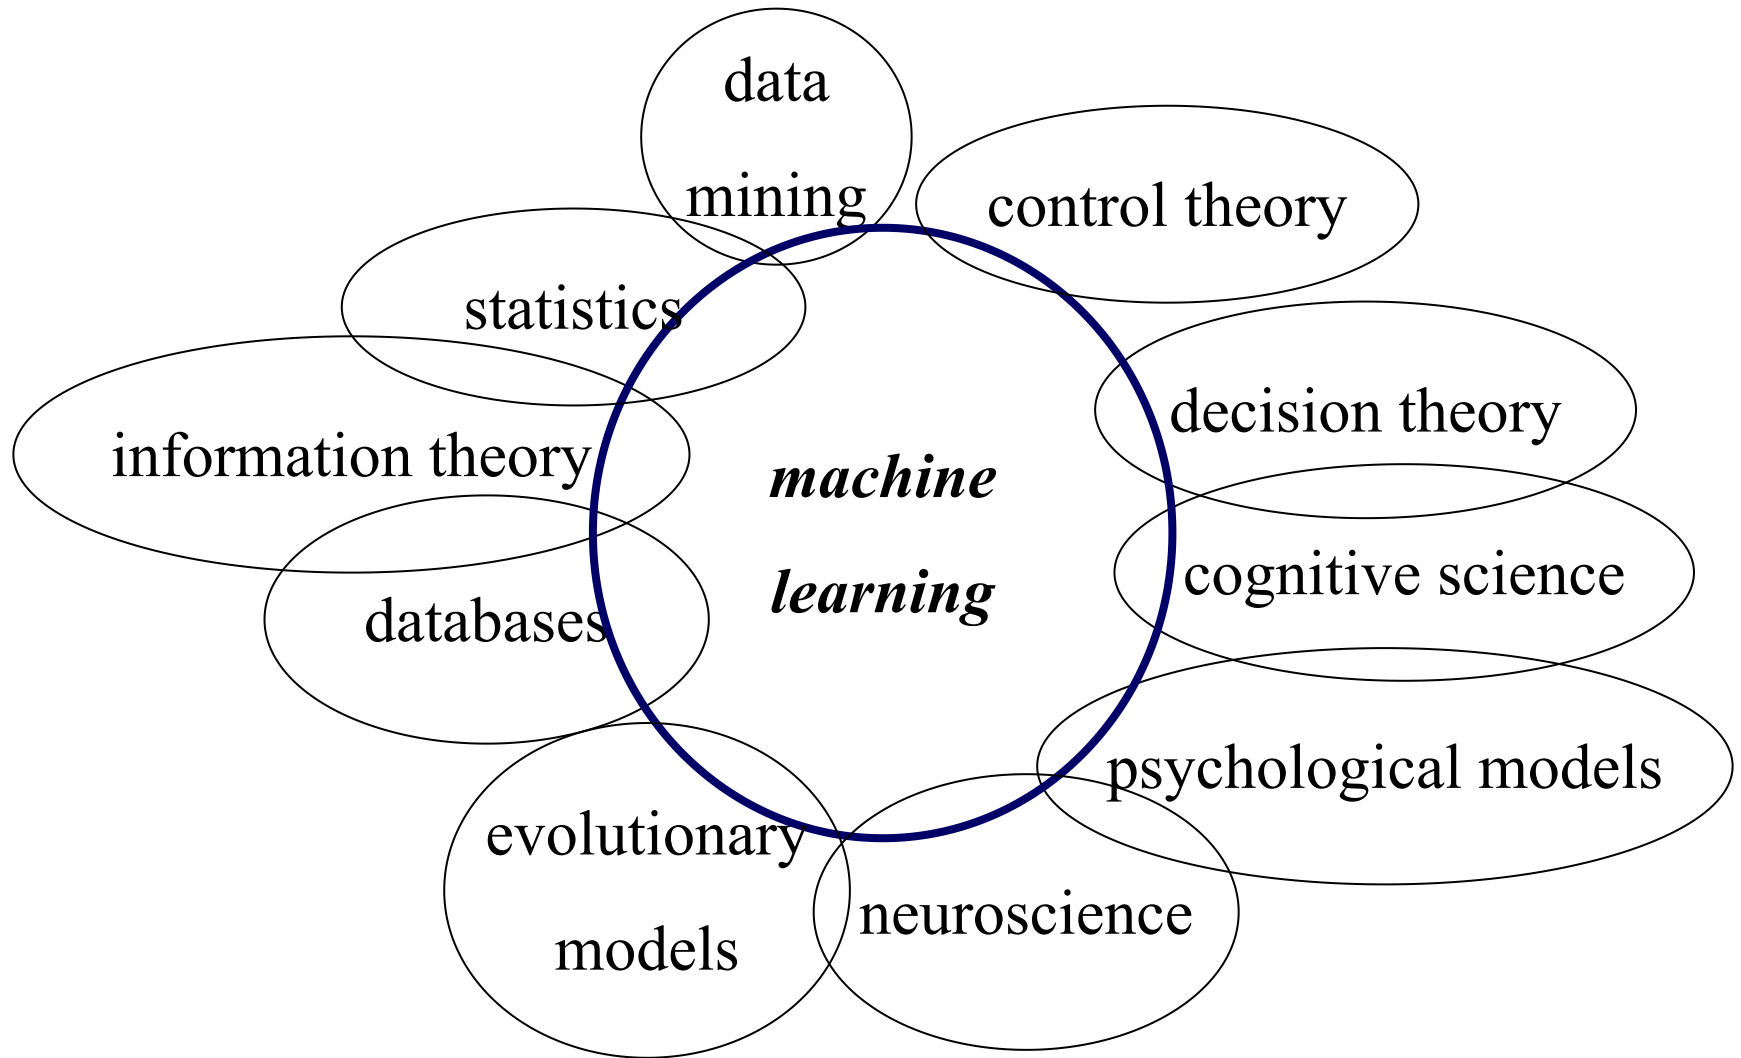 data
mining
control theory
statistics
decision theory
information theory
machine
learning
cognitive science
databases
psychological models
evolutionary
models
neuroscience